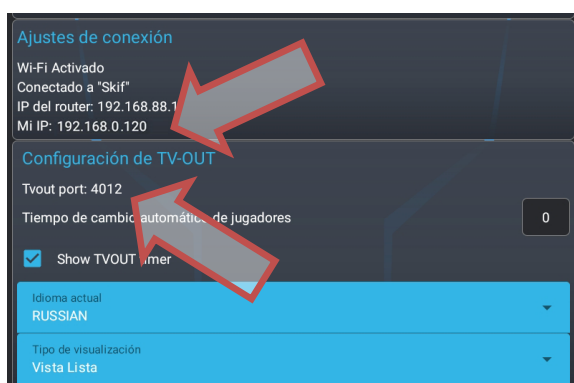 Ajustes de conexión
Wi-Fi Activado
Conectado a "Skif"
IP del router: 192.168.88.1
Mi IP: 192.168.0.120
Configuración de TV-OUT
Tvout port: 4012
Tiempo de cambio automático de jugadores
0
Show TVOUT timer
Idioma actual
RUSSIAN
Tipo de visualización
Vista Lista